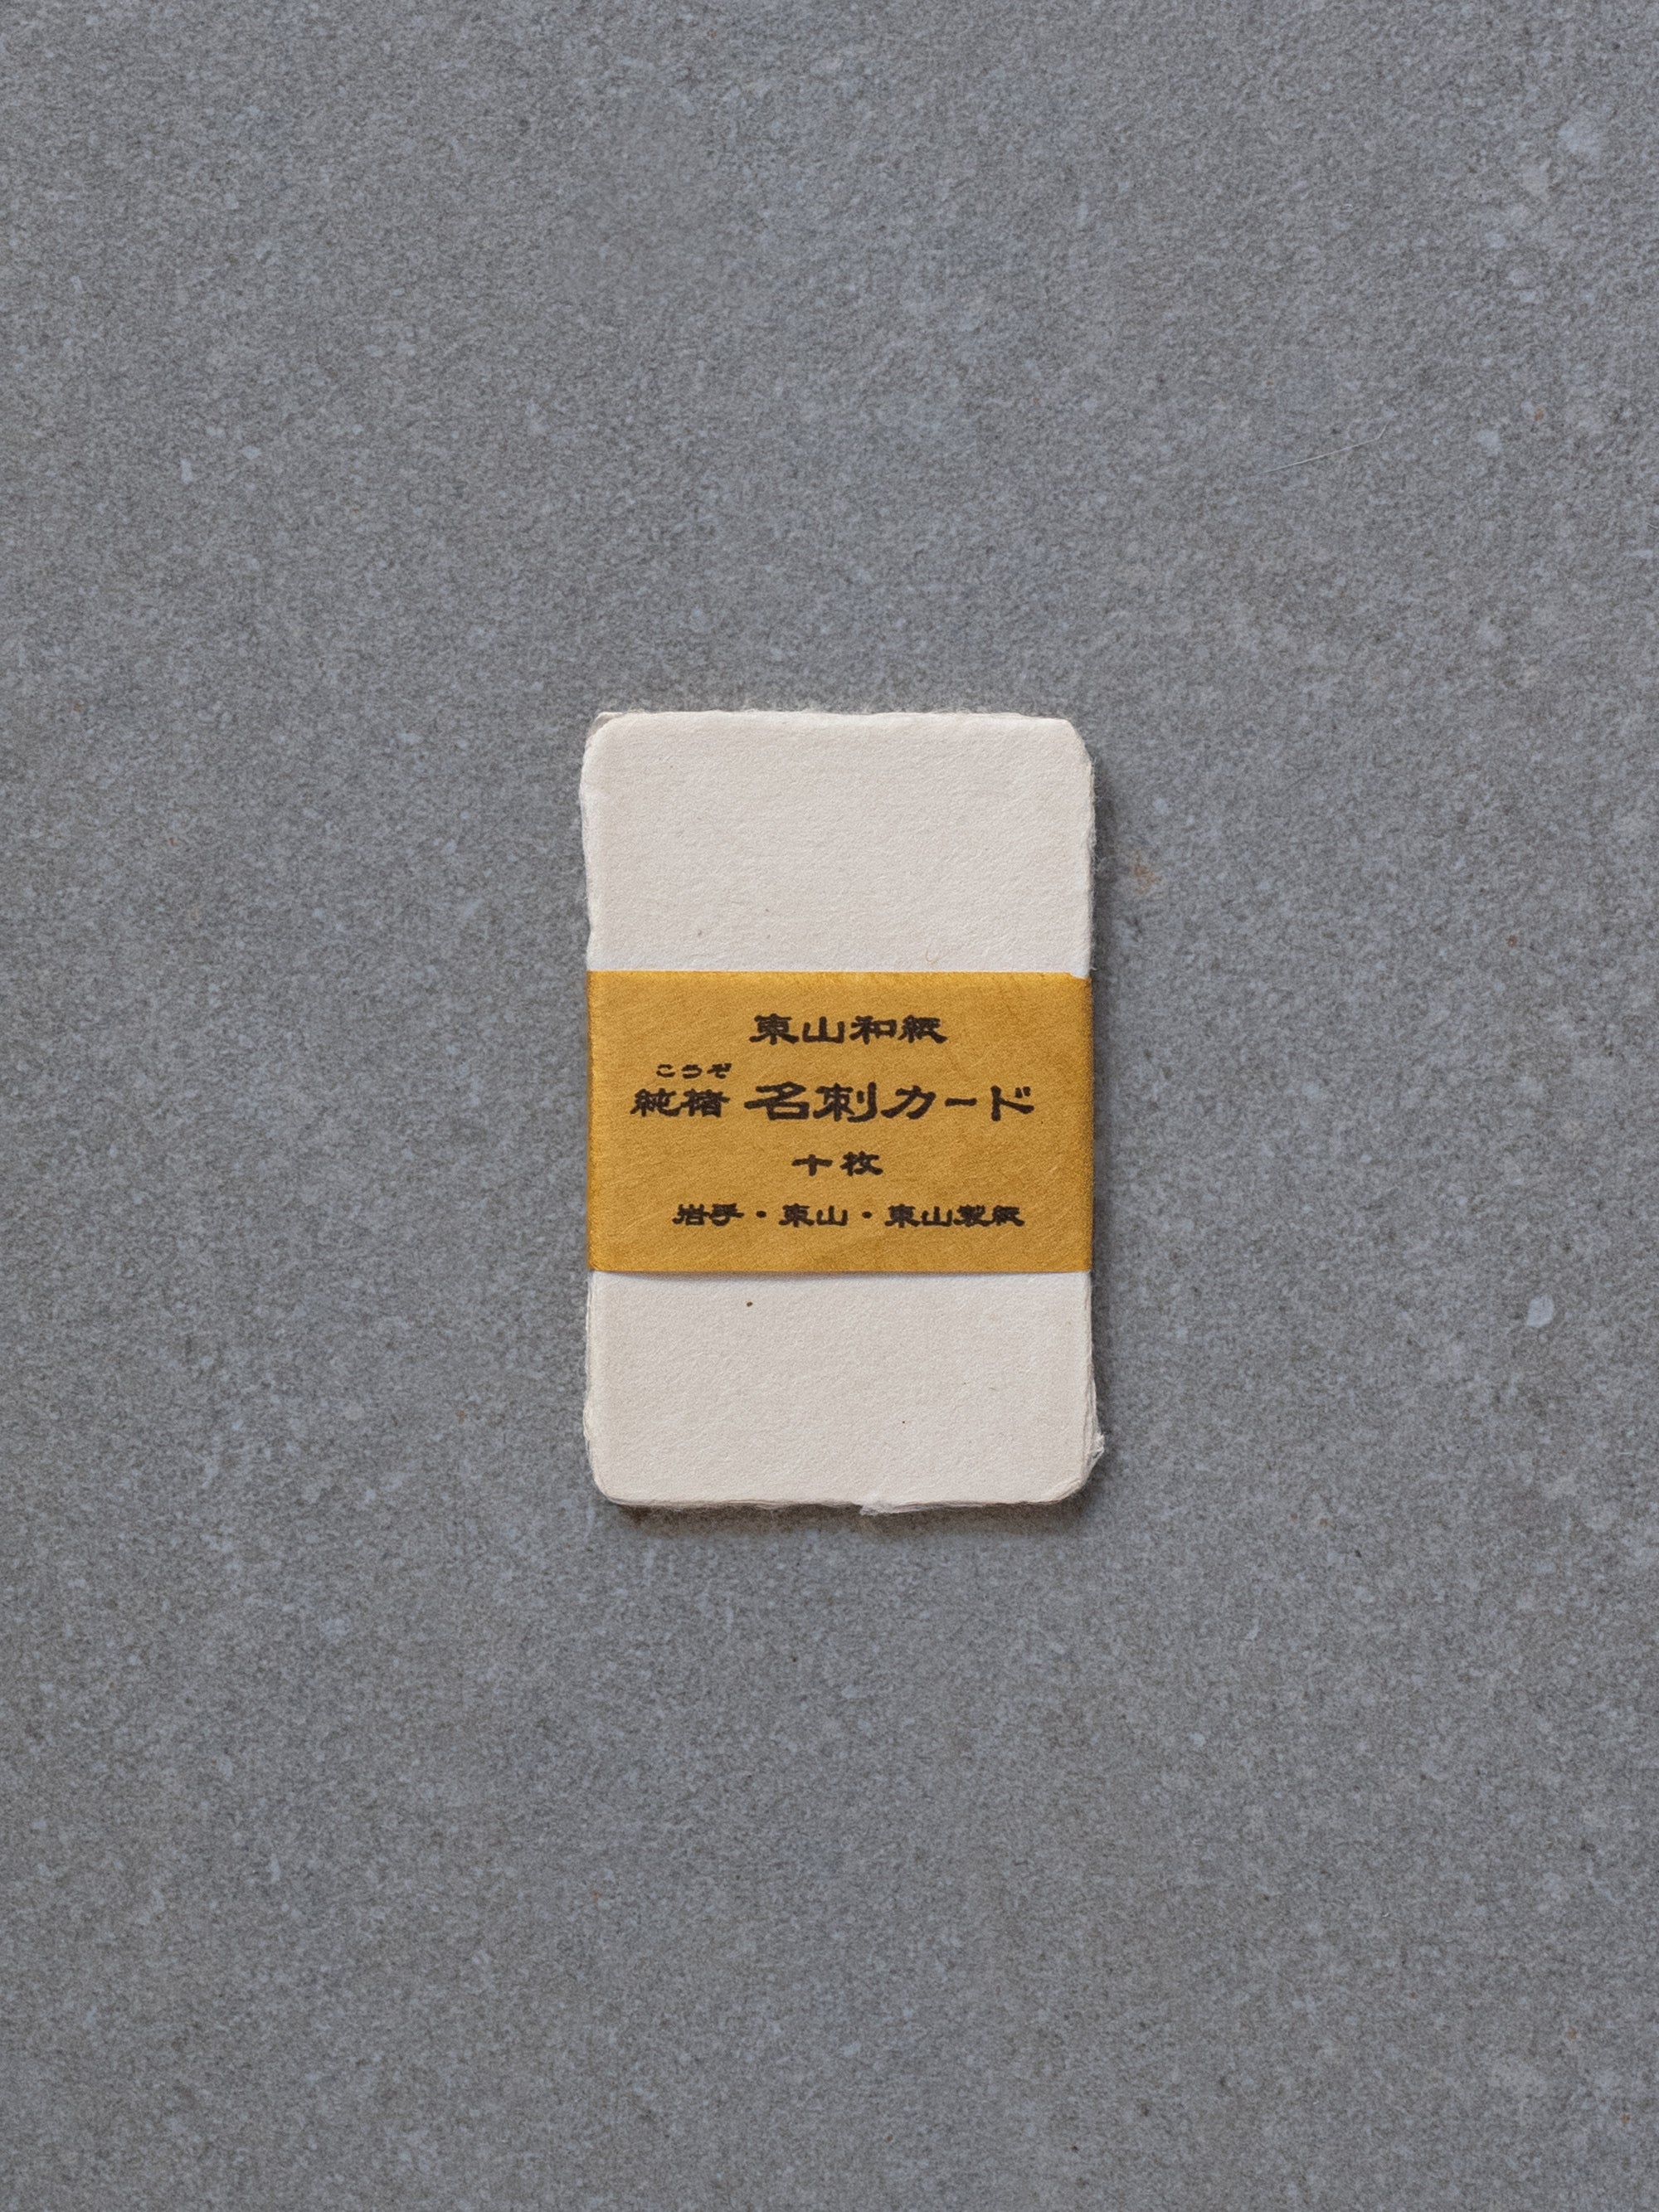 東山和紙
こうぞ
純楮 名刺カード
十枚
岩手・東山・東山製紙